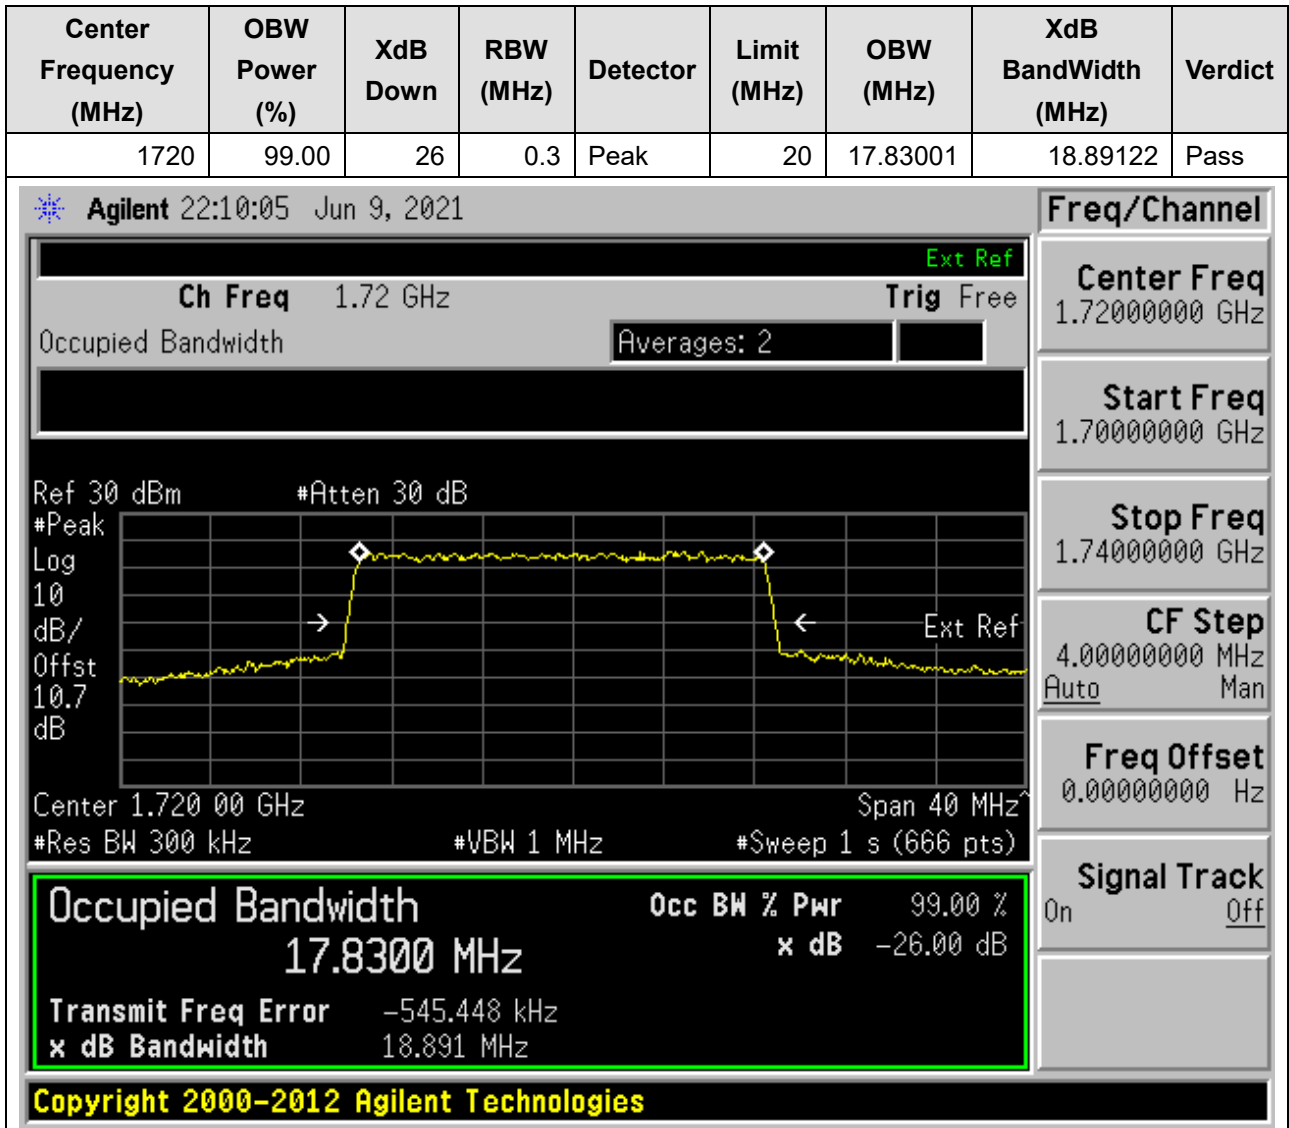 Center Frequency (MHz) OBW Power (%) XdB Down RBW (MHz) Detector Limit (MHz) OBW (MHz) XdB BandWidth (MHz) Verdict
1720 99.00 26 0.3 Peak 20 17.83001 18.89122 Pass
Agilent 22:10:05 Jun 9, 2021
Freq/Channel
Ext Ref
Ch Freq 1.72 GHz Trig Free
Occupied Bandwidth Averages: 2
Center Freq
1.72000000 GHz
Start Freq
1.70000000 GHz
Stop Freq
1.74000000 GHz
CF Step
4.00000000 MHz
Auto Man
Freq Offset
0.00000000 Hz
Signal Track
On Off
Ref 30 dBm #Atten 30 dB
#Peak
Log
10
dB/
Offst
10.7
dB
Ext Ref
Center 1.720 00 GHz Span 40 MHz^
#Res BW 300 kHz #VBW 1 MHz #Sweep 1 s (666 pts)
Occupied Bandwidth Occ BW % Pwr 99.00 %
17.8300 MHz x dB -26.00 dB
Transmit Freq Error -545.448 kHz
x dB Bandwidth 18.891 MHz
Copyright 2000-2012 Agilent Technologies